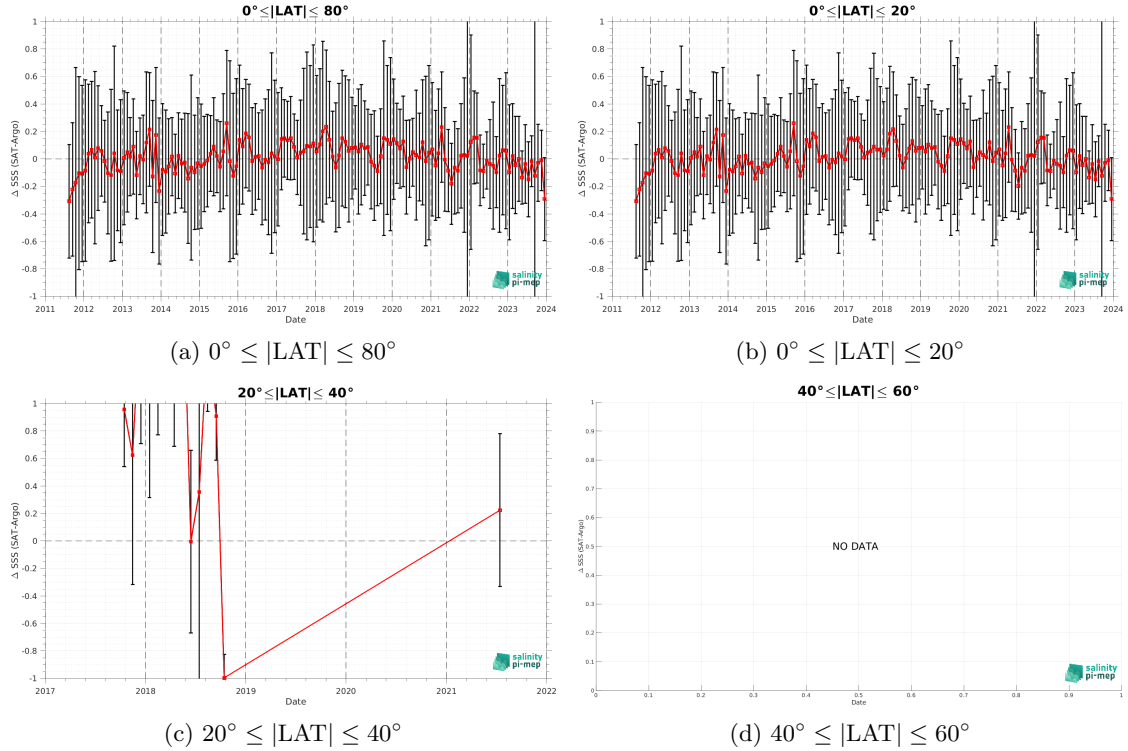 0°≤|LAT|≤ 80°
Δ SSS (SAT-Argo)
1
0.8
0.6
0.4
0.2
0
-0.2
-0.4
-0.6
-0.8
-1
2011 2012 2013 2014 2015 2016 2017 2018 2019 2020 2021 2022 2023 2024
Date
salinity
pi-mep
(a) 0° ≤ |LAT| ≤ 80°
0°≤|LAT|≤ 20°
Δ SSS (SAT-Argo)
1
0.8
0.6
0.4
0.2
0
-0.2
-0.4
-0.6
-0.8
-1
2011 2012 2013 2014 2015 2016 2017 2018 2019 2020 2021 2022 2023 2024
Date
salinity
pi-mep
(b) 0° ≤ |LAT| ≤ 20°
20°≤|LAT|≤ 40°
Δ SSS (SAT-Argo)
1
0.8
0.6
0.4
0.2
0
-0.2
-0.4
-0.6
-0.8
-1
2017 2018 2019 2020 2021 2022
Date
salinity
pi-mep
(c) 20° ≤ |LAT| ≤ 40°
40°≤|LAT|≤ 60°
Δ SSS (SAT-Argo)
1
0.9
0.8
0.7
0.6
0.5
0.4
0.3
0.2
0.1
0
NO DATA
0 0.1 0.2 0.3 0.4 0.5 0.6 0.7 0.8 0.9 1
Date
salinity
pi-mep
(d) 40° ≤ |LAT| ≤ 60°